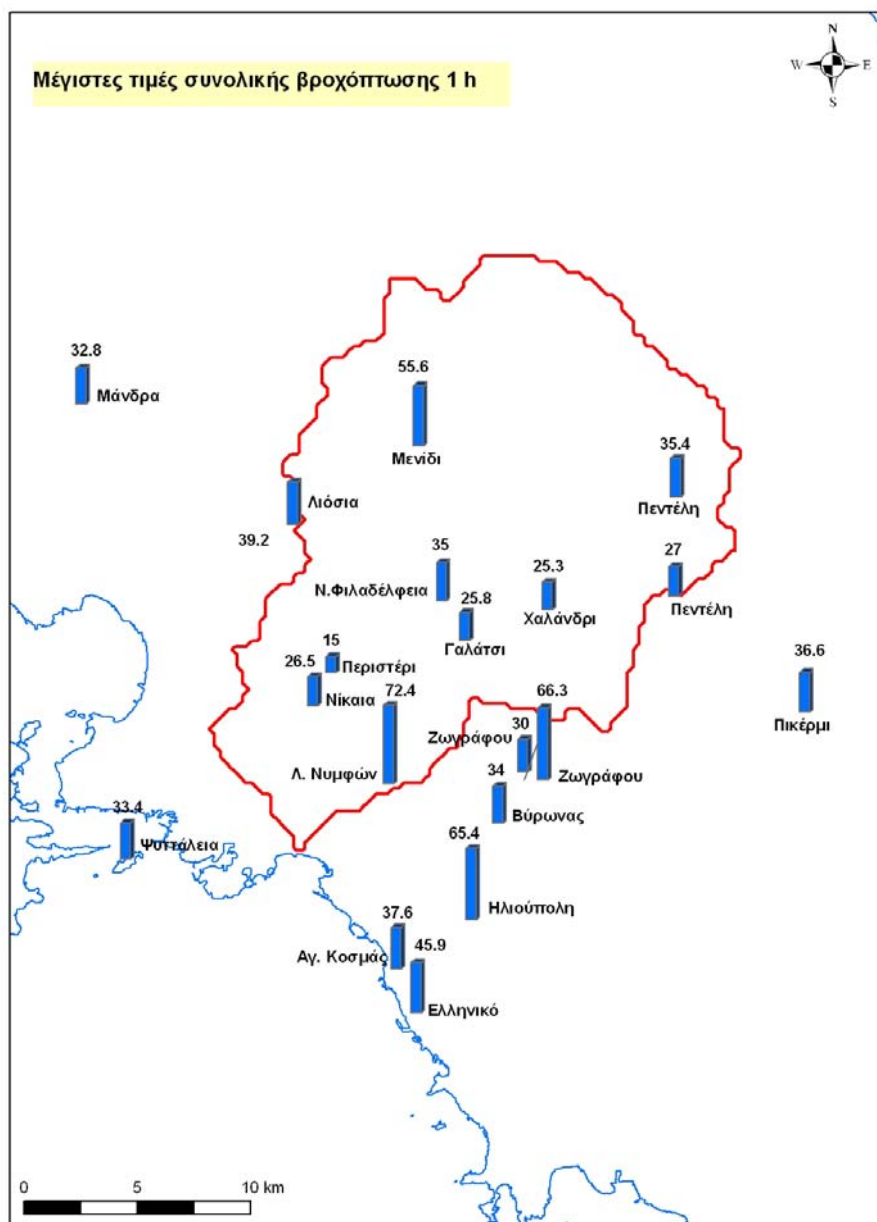 N
W E
S
Μέγιστες τιμές συνολικής βροχόπτωσης 1 h
32.8
Μάνδρα
55.6
Μενίδι
35.4
Πεντέλη
Λιόσια
39.2
35
Ν.Φιλαδέλφεια
25.3
Χαλάνδρι
27
Πεντέλη
25.8
Γαλάτσι
15
Περιστέρι
26.5
Νίκαια
36.6
Πικέρμι
72.4
Λ. Νυμφών
66.3
Ζωγράφου
30
Ζωγράφου
34
Βύρωνας
33.4
Ψυττάλεια
65.4
Ηλιούπολη
37.6
Αγ. Κοσμάς
45.9
Ελληνικό
0 5 10 km